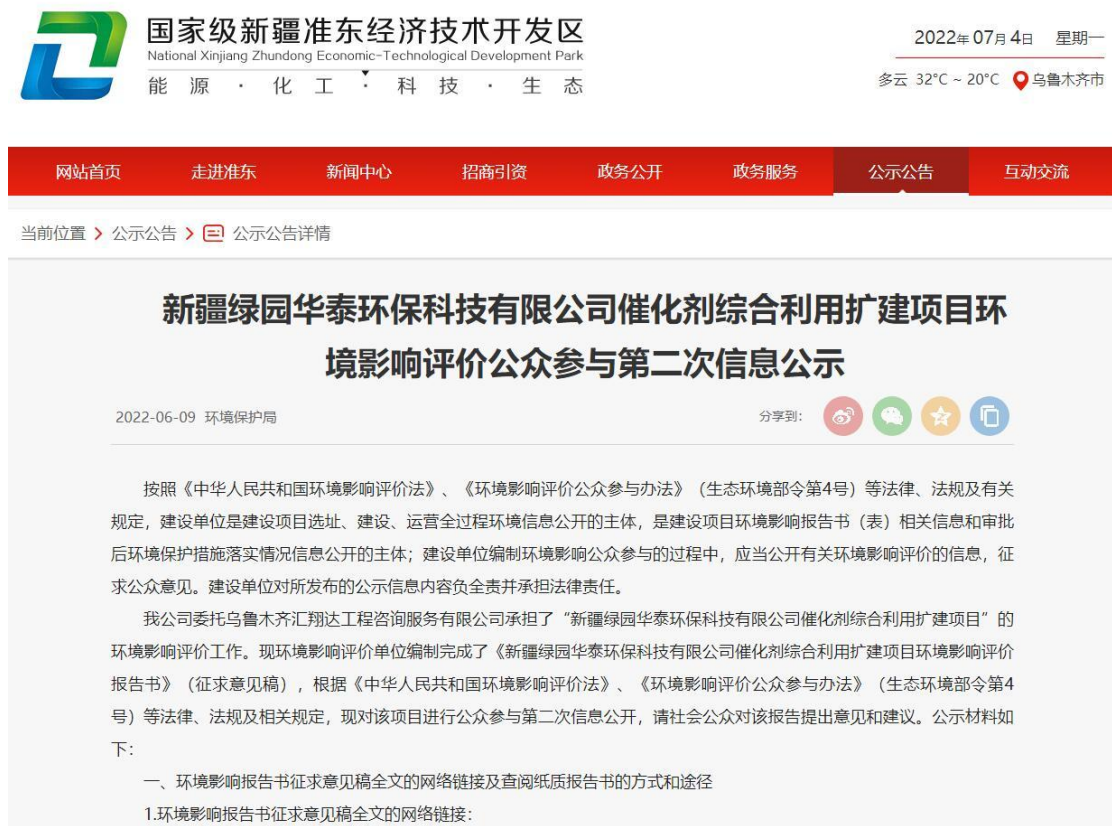 国家级新疆准东经济技术开发区
National Xinjiang Zhundong Economic-Technological Development Park
能 源 · 化 工 · 科 技 · 生 态
2022年 07月 4日 星期一
多云 32°C ~ 20°C 乌鲁木齐市
网站首页 走进准东 新闻中心 招商引资 政务公开 政务服务 公示公告 互动交流
当前位置 > 公示公告 > 公示公告详情
新疆绿园华泰环保科技有限公司催化剂综合利用扩建项目环
境影响评价公众参与第二次信息公示
2022-06-09 环境保护局 分享到：
按照《中华人民共和国环境影响评价法》、《环境影响评价公众参与办法》（生态环境部令第4号）等法律、法规及有关
规定，建设单位是建设项目选址、建设、运营全过程环境信息公开的主体，是建设项目环境影响报告书（表）相关信息和审批
后环境保护措施落实情况信息公开的主体；建设单位编制环境影响公众参与的过程中，应当公开有关环境影响评价的信息，征
求公众意见。建设单位对所发布的公示信息内容负全责并承担法律责任。
我公司委托乌鲁木齐汇翔达工程咨询服务有限公司承担了“新疆绿园华泰环保科技有限公司催化剂综合利用扩建项目”的
环境影响评价工作。现环境影响评价单位编制完成了《新疆绿园华泰环保科技有限公司催化剂综合利用扩建项目环境影响评价
报告书》（征求意见稿），根据《中华人民共和国环境影响评价法》、《环境影响评价公众参与办法》（生态环境部令第4
号）等法律、法规及相关规定，现对该项目进行公众参与第二次信息公开，请社会公众对该报告提出意见和建议。公示材料如
下：
一、环境影响报告书征求意见稿全文的网络链接及查阅纸质报告书的方式和途径
1.环境影响报告书征求意见稿全文的网络链接：